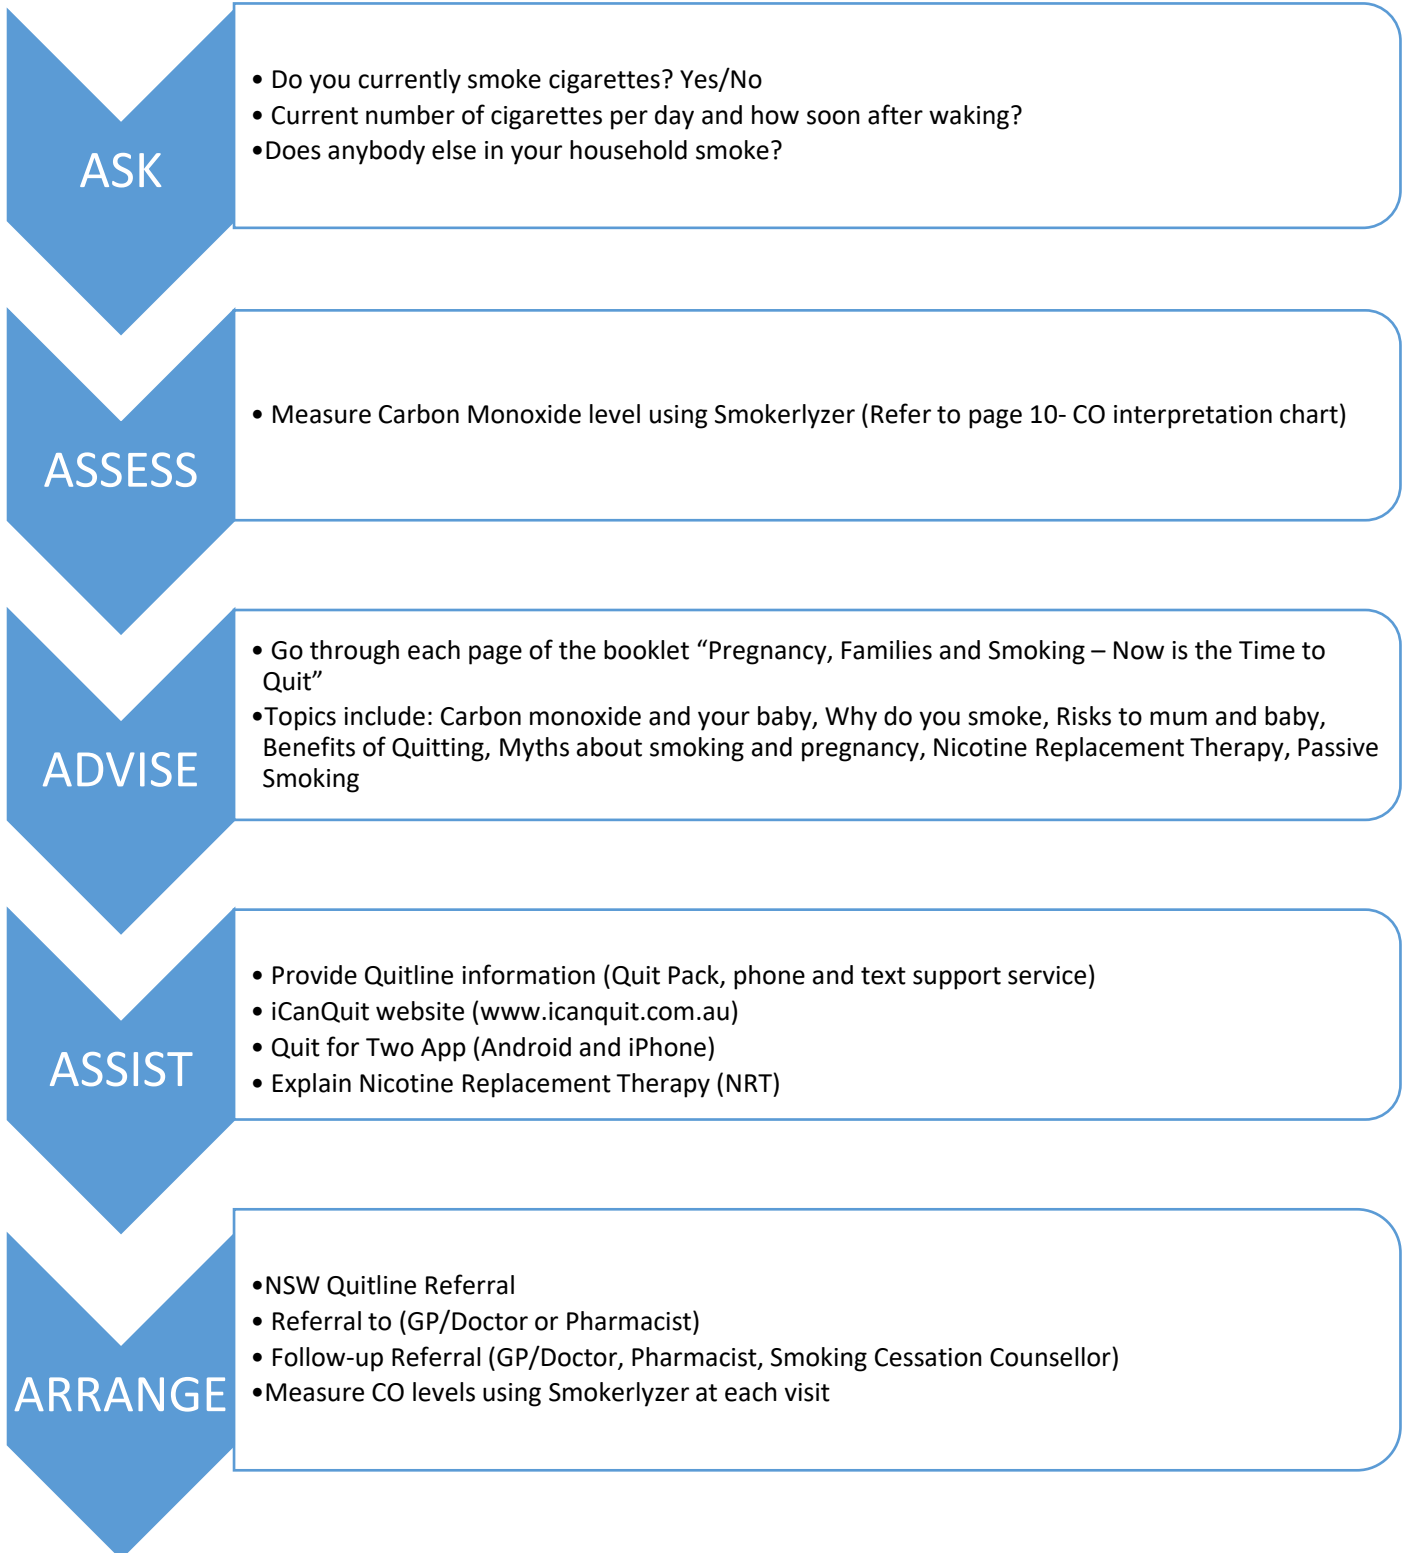 ASK
• Do you currently smoke cigarettes? Yes/No
• Current number of cigarettes per day and how soon after waking?
•Does anybody else in your household smoke?
ASSESS
• Measure Carbon Monoxide level using Smokerlyzer (Refer to page 10- CO interpretation chart)
ADVISE
• Go through each page of the booklet “Pregnancy, Families and Smoking – Now is the Time to
Quit”
•Topics include: Carbon monoxide and your baby, Why do you smoke, Risks to mum and baby,
Benefits of Quitting, Myths about smoking and pregnancy, Nicotine Replacement Therapy, Passive
Smoking
ASSIST
• Provide Quitline information (Quit Pack, phone and text support service)
• iCanQuit website (www.icanquit.com.au)
• Quit for Two App (Android and iPhone)
• Explain Nicotine Replacement Therapy (NRT)
ARRANGE
•NSW Quitline Referral
• Referral to (GP/Doctor or Pharmacist)
• Follow-up Referral (GP/Doctor, Pharmacist, Smoking Cessation Counsellor)
•Measure CO levels using Smokerlyzer at each visit